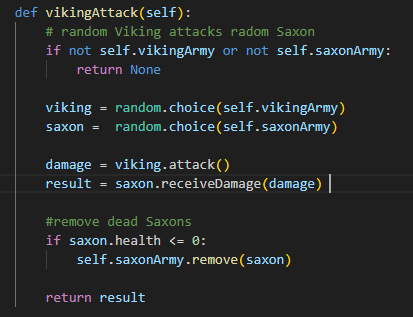 def vikingAttack(self):
    # random Viking attacks radom Saxon
    if not self.vikingArmy or not self.saxonArmy:
        return None
    viking = random.choice(self.vikingArmy)
    saxon =  random.choice(self.saxonArmy)
    damage = viking.attack()
    result = saxon.receiveDamage(damage)
    #remove dead Saxons
    if saxon.health <= 0:
        self.saxonArmy.remove(saxon)
    return result